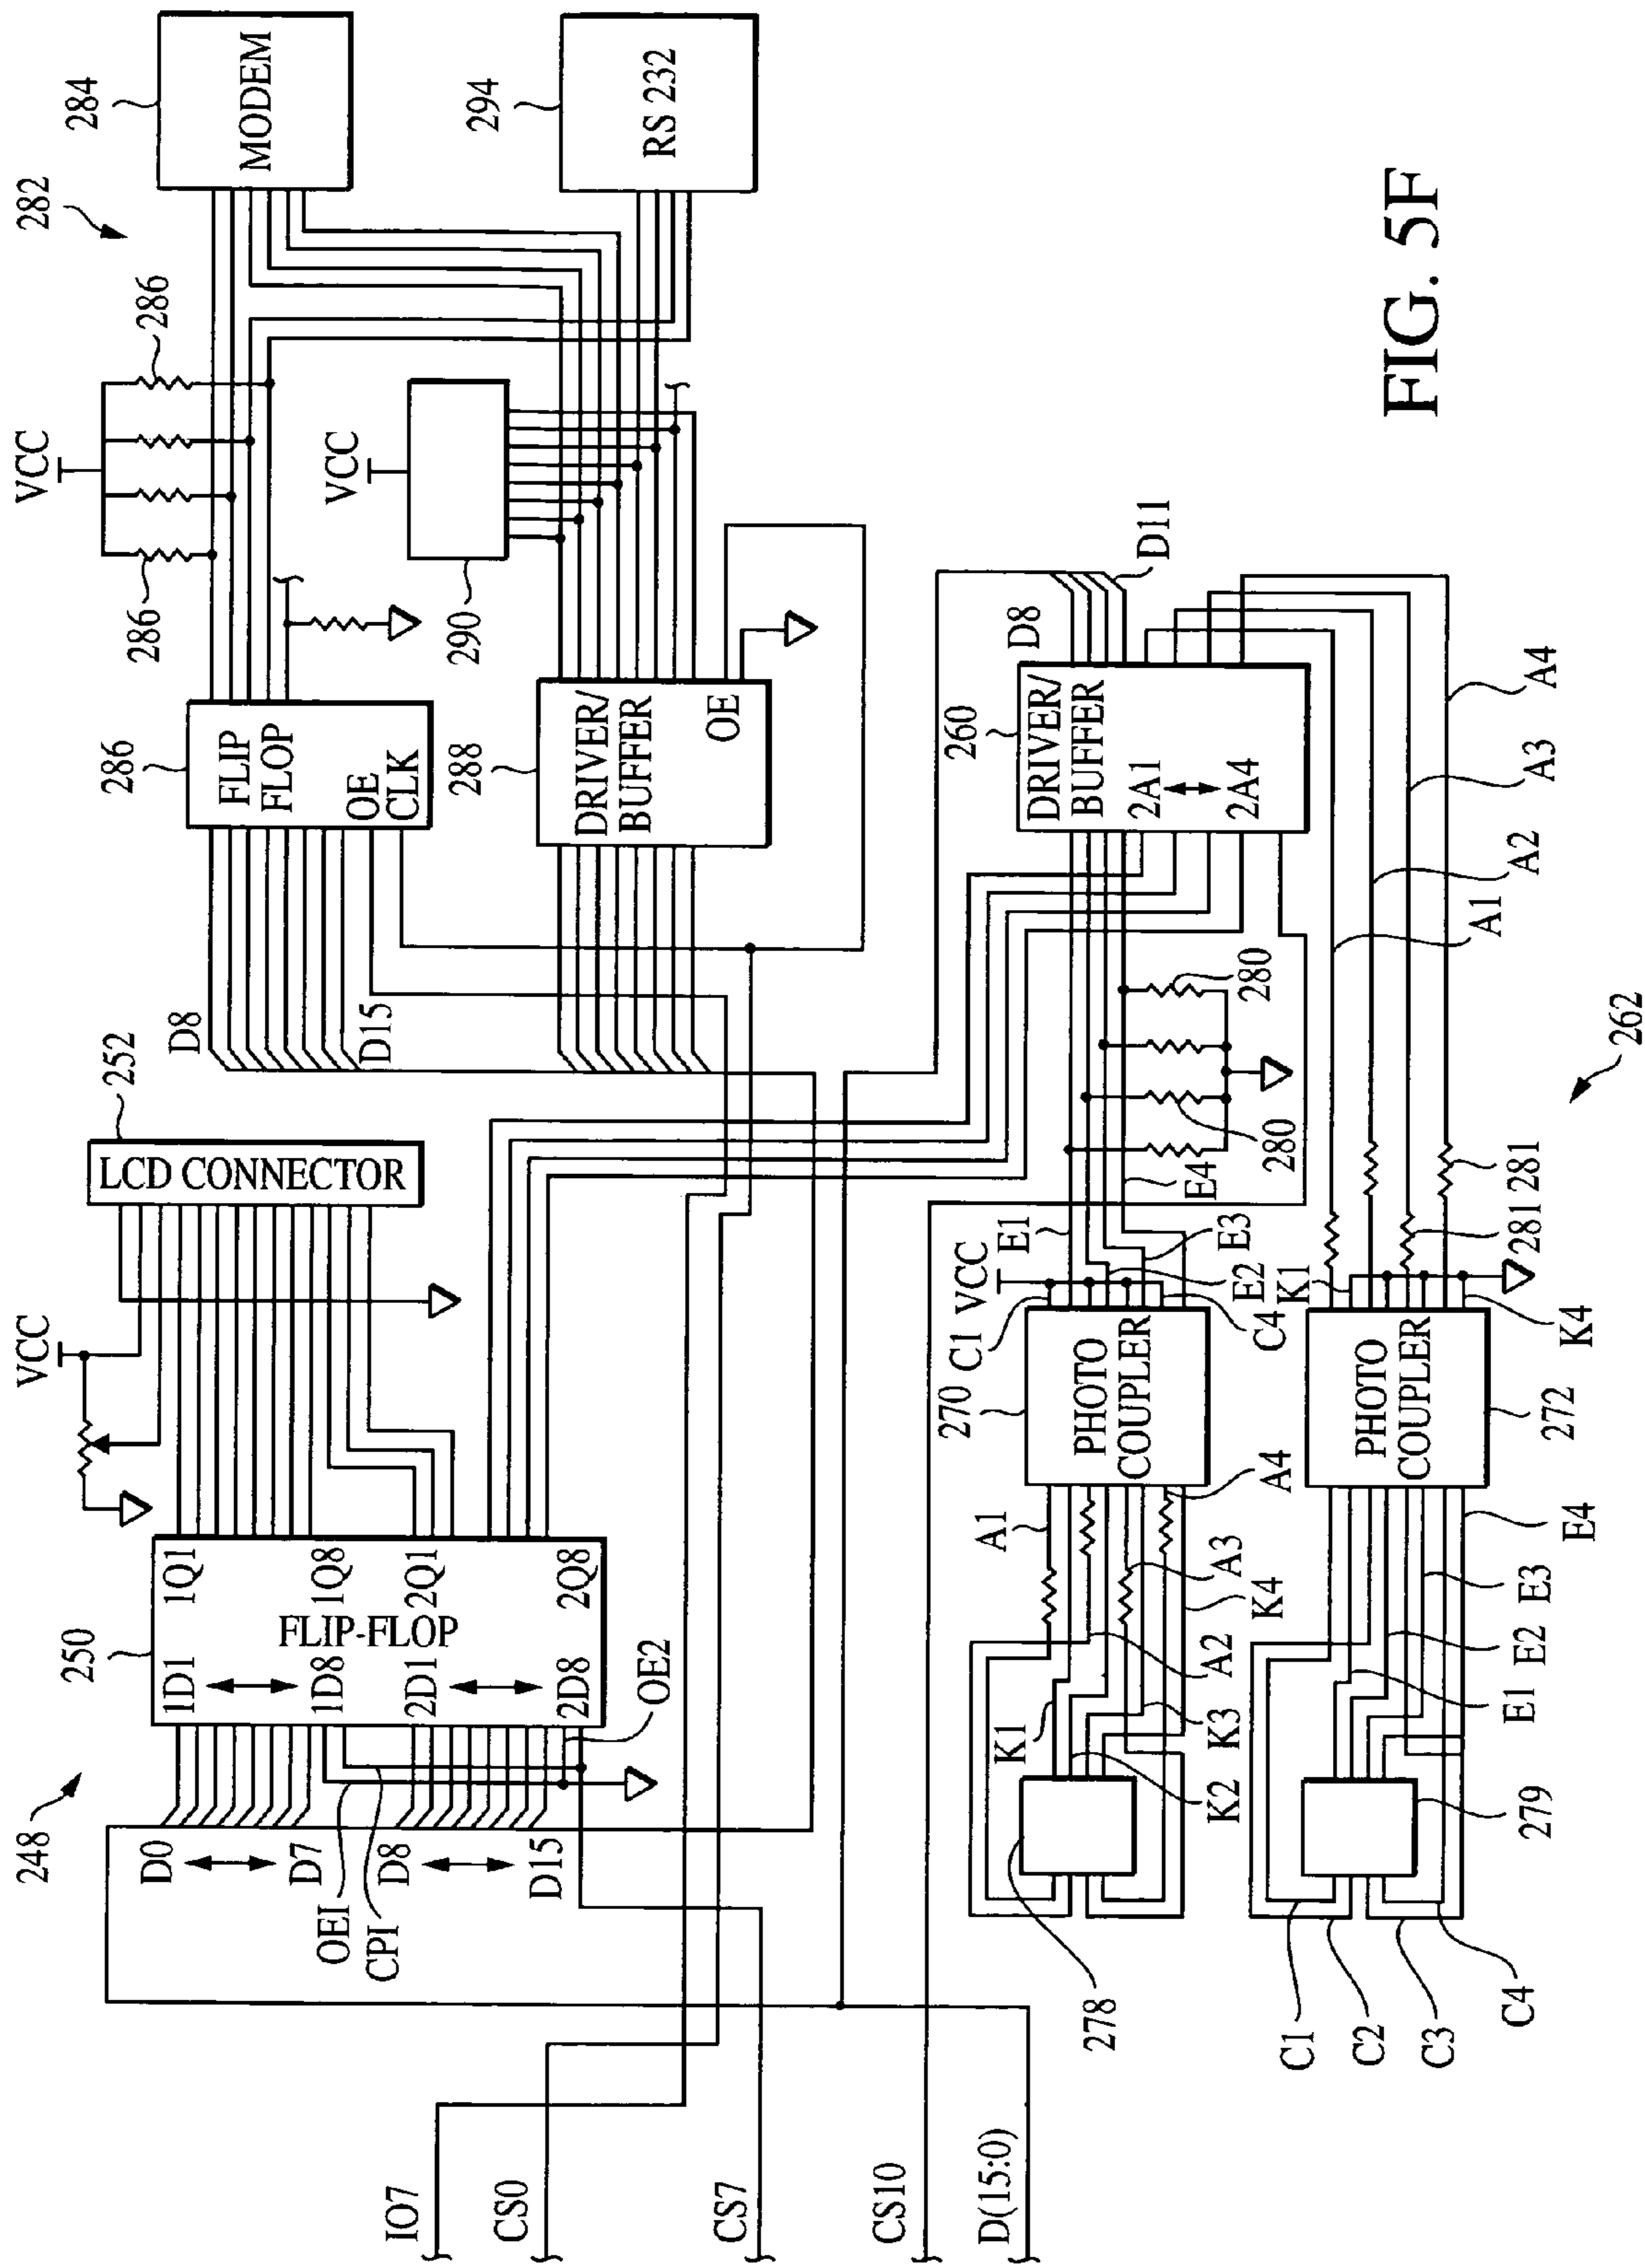 282
284
MODEM
294
RS 232
VCC
286
286
VCC
290
286
FLIP
FLOP
OE
CLK
288
DRIVER/
BUFFER
OE
D8
D15
252
LCD CONNECTOR
VCC
248
250
1D1
1D8
2D1
2D8
FLIP-FLOP
1Q1
1Q8
2Q1
2Q8
D0
D7
D8
D15
OEI
CPI
OE2
IO7
CS0
CS7
CS10
D(15:0)
260
DRIVER/
BUFFER
2A1
2A4
D8
D11
280
280
E1
E2
E3
E4
VCC
C1
C4
270
PHOTO
COUPLER
A1
A2
A3
A4
K1
K2
K3
K4
278
A1
A2
A3
A4
281
281
K1
K4
PHOTO
COUPLER
272
E1
E2
E3
E4
279
C1
C2
C3
C4
262
FIG. 5F